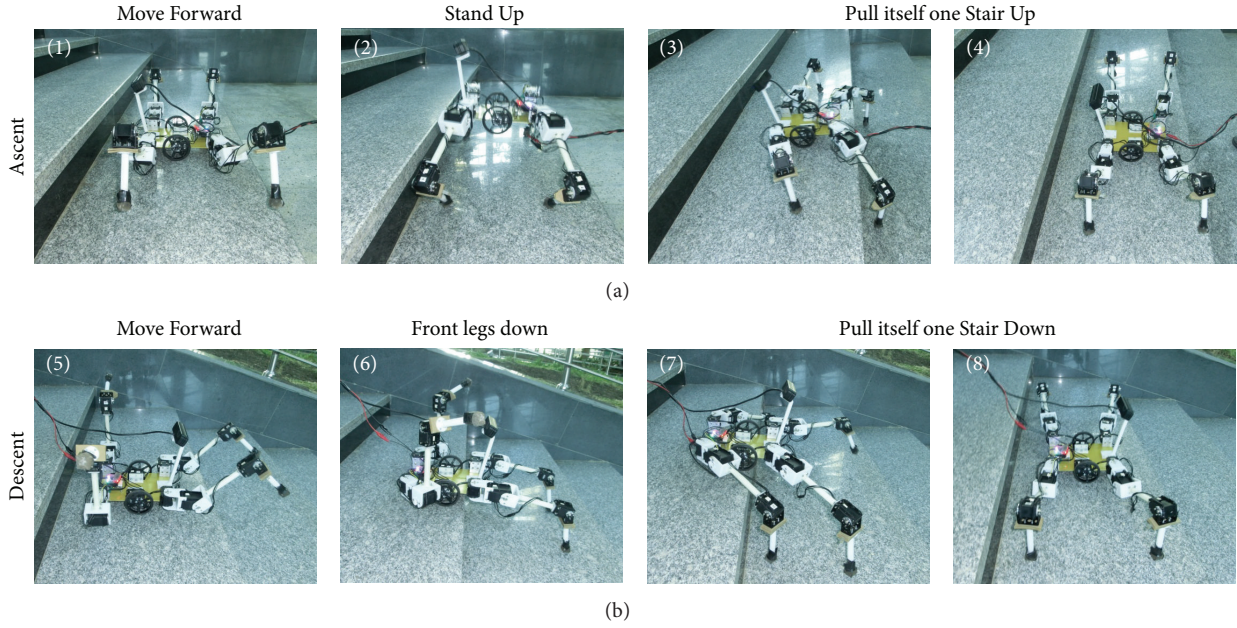 Move Forward
Stand Up
Pull itself one Stair Up
Ascent
(1)
(2)
(3)
(4)
(a)
Move Forward
Front legs down
Pull itself one Stair Down
Descent
(5)
(6)
(7)
(8)
(b)